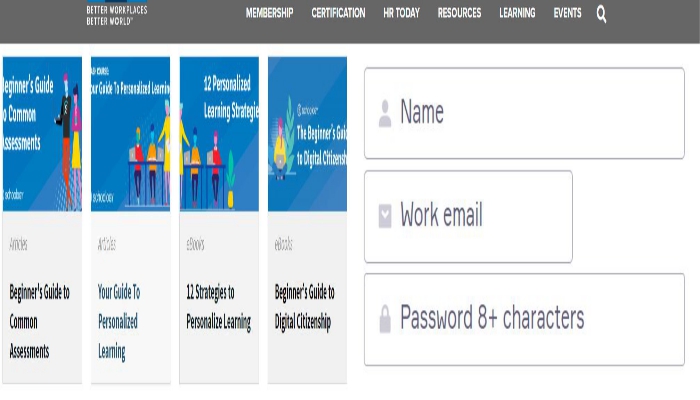 BETTER WORKPLACES
BETTER WORLD™
MEMBERSHIP CERTIFICATION HR TODAY RESOURCES LEARNING EVENTS
Beginner's Guide
to Common
Assessments
schoology
COURSE:
Your Guide To Personalized Learning
schoology
12 Personalized
Learning Strategies
schoology
The Beginner's Guide
to Digital Citizenship
Articles
Beginner's Guide to
Common
Assessments
Articles
Your Guide To
Personalized
Learning
eBooks
12 Strategies to
Personalize Learning
eBooks
Beginner's Guide to
Digital Citizenship
Name
Work email
Password 8+ characters